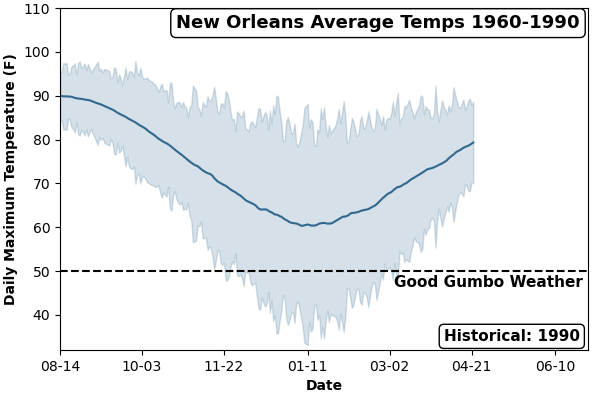 New Orleans Average Temps 1960-1990
Daily Maximum Temperature (F)
110
100
90
80
70
60
50
40
Good Gumbo Weather
Historical: 1990
08-14 10-03 11-22 01-11 03-02 04-21 06-10
Date